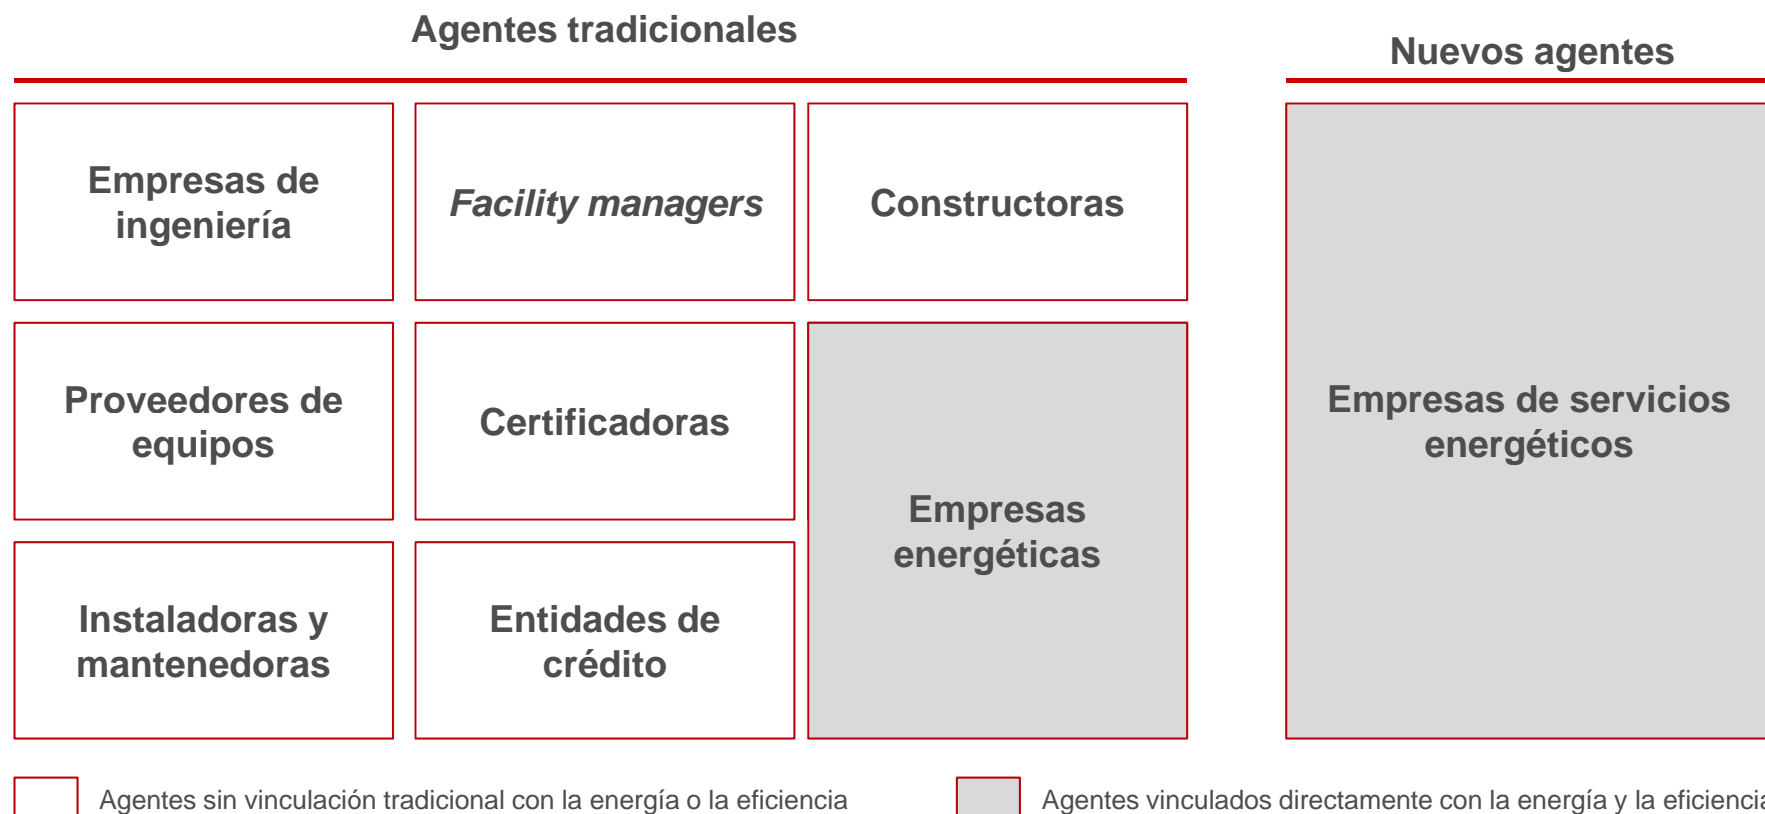 Agentes tradicionales
Nuevos agentes
Empresas de
ingeniería
Facility managers
Constructoras
Proveedores de
equipos
Certificadoras
Empresas
energéticas
Instaladoras y
mantenedoras
Entidades de
crédito
Empresas de servicios
energéticos
Agentes sin vinculación tradicional con la energía o la eficiencia
Agentes vinculados directamente con la energía y la eficiencia